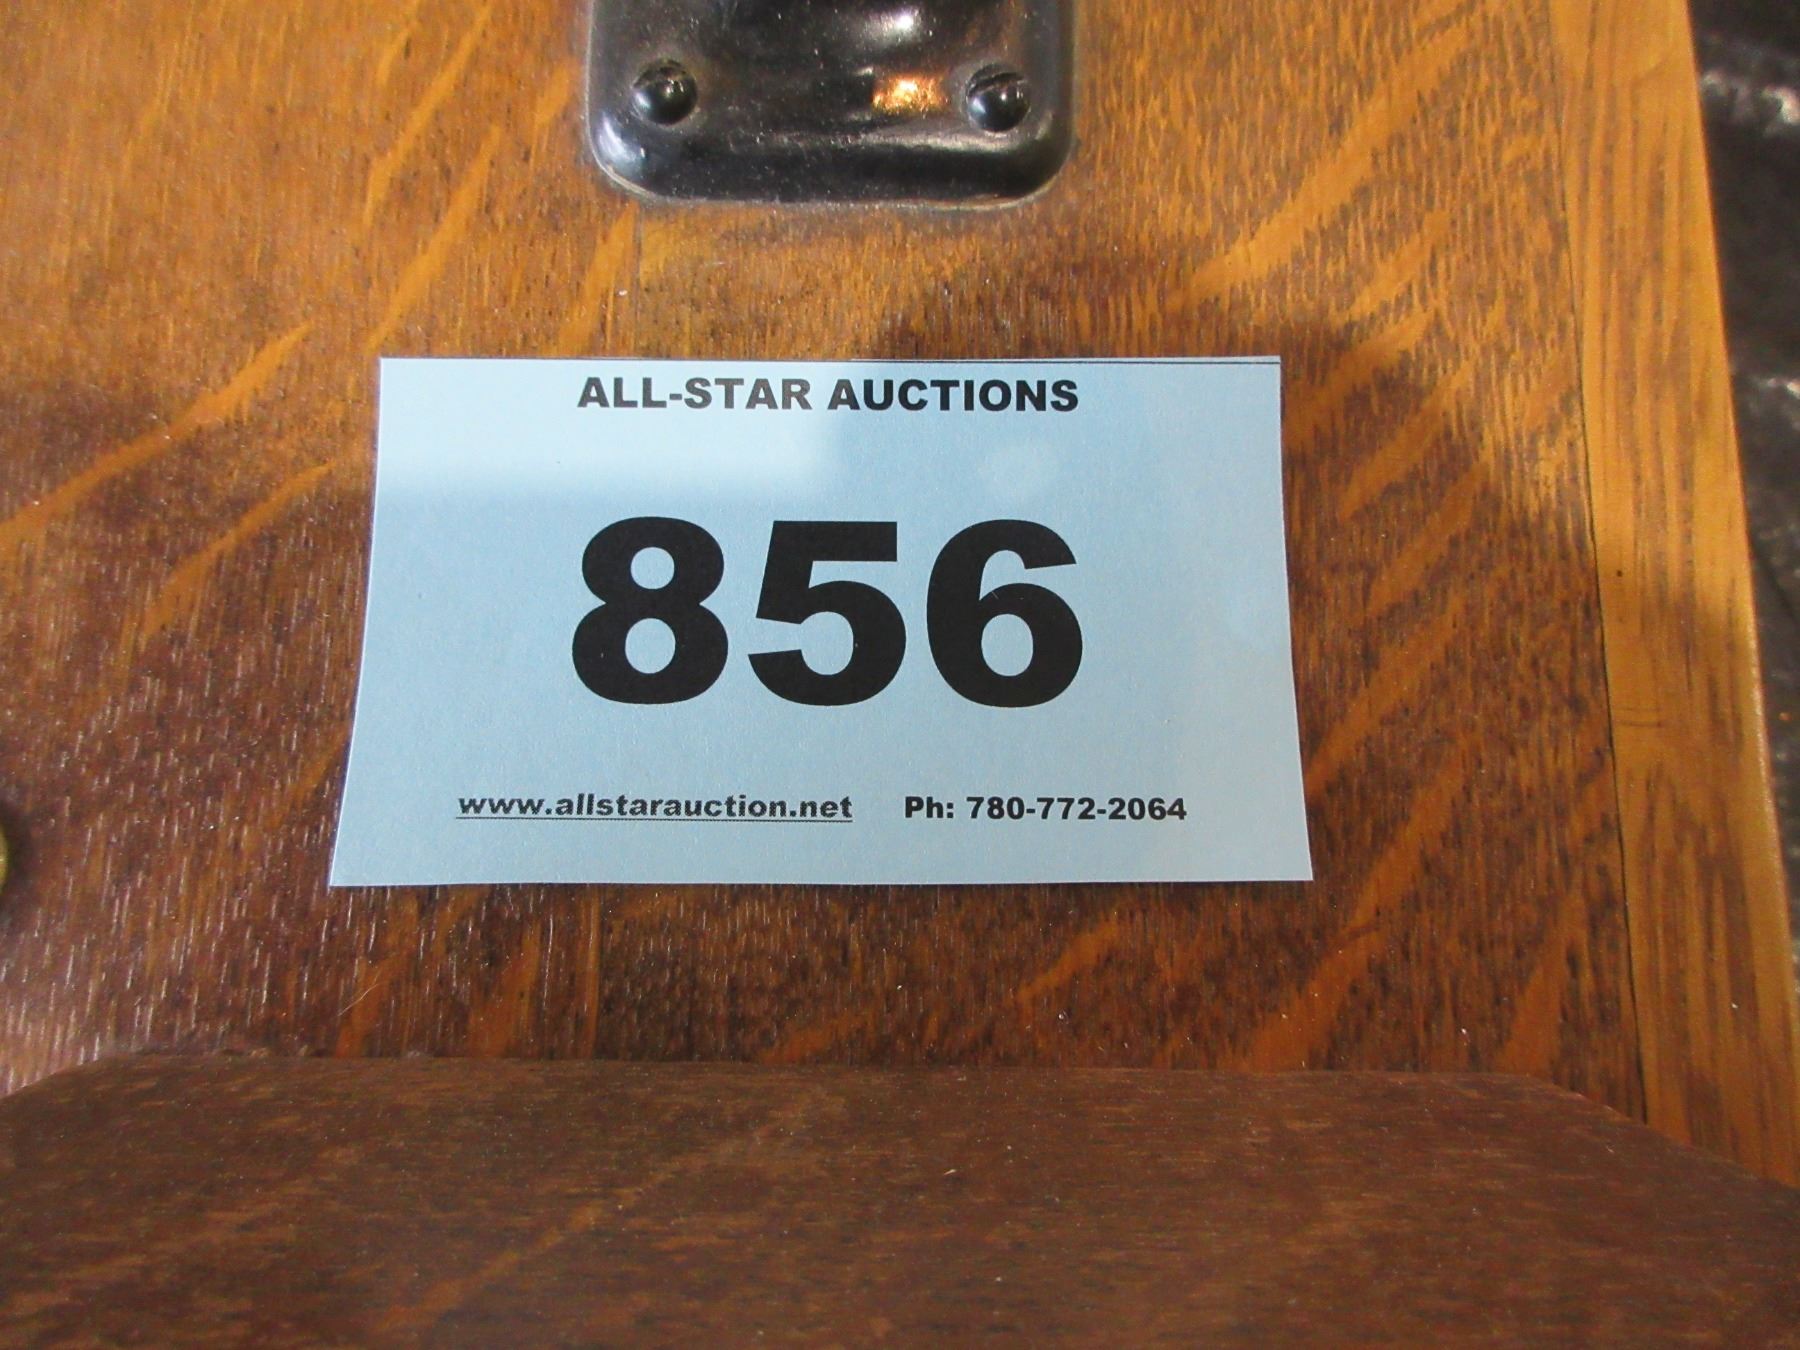 ALL-STAR AUCTIONS
856
www.allstarauction.net Ph: 780-772-2064